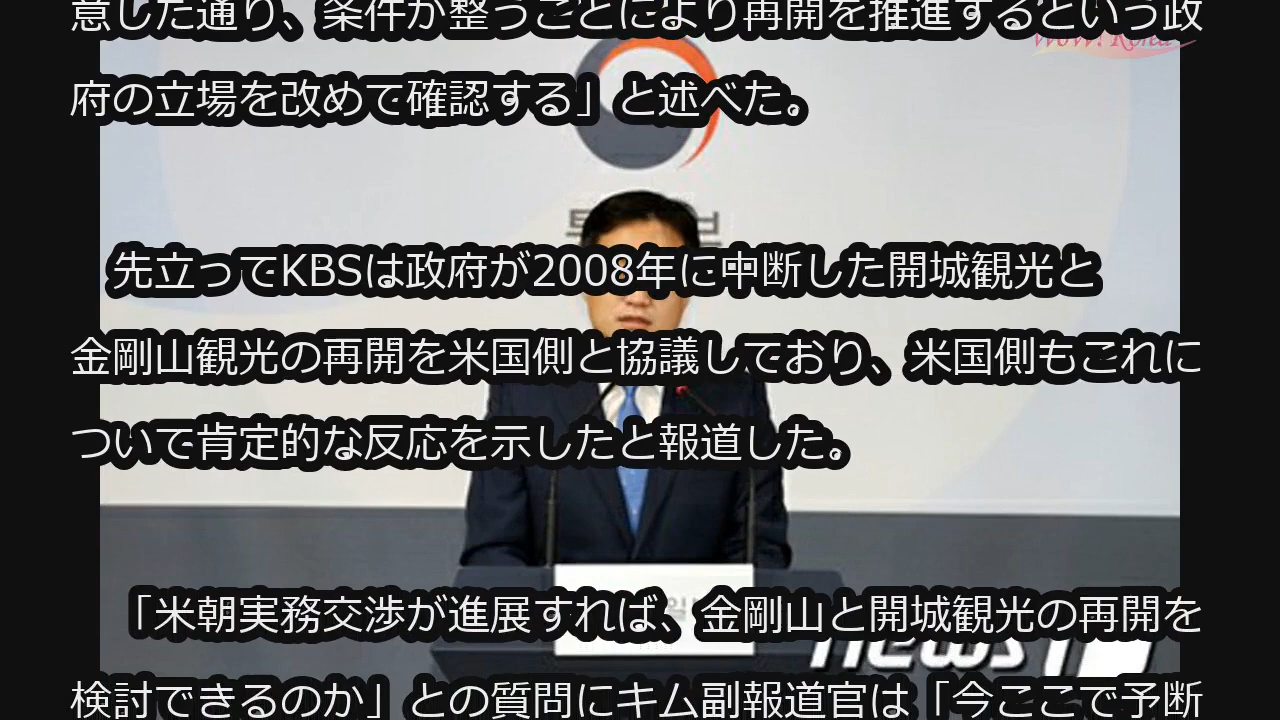 意した通り、条件が整うことにより再開を推進するという政
府の立場を改めて確認する」と述べた。
先立ってKBSは政府が2008年に中断した開城観光と
金剛山観光の再開を米国側と協議しており、米国側もこれに
ついて肯定的な反応を示したと報道した。
「米朝実務交渉が進展すれば、金剛山と開城観光の再開を
検討できるのか」との質問にキム副報道官は「今ここで予断
WoW! Korea
news1